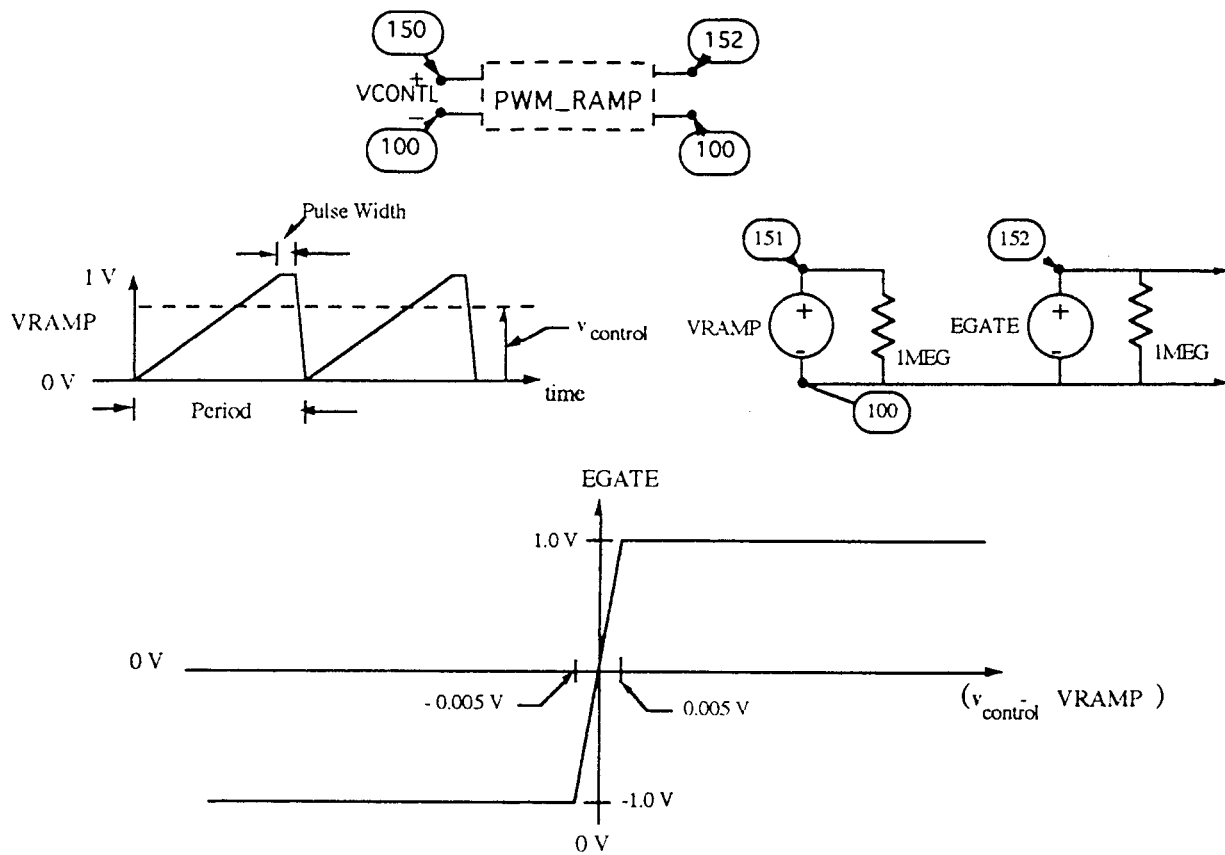 150
152
+
VCONTL
PWM_RAMP
-
100
100
Pulse Width
1 V
VRAMP
v control
0 V
time
Period
151
152
+
VRAMP
-
1MEG
+
EGATE
-
1MEG
100
EGATE
1.0 V
0 V
- 0.005 V
0.005 V
( v control - VRAMP )
-1.0 V
0 V